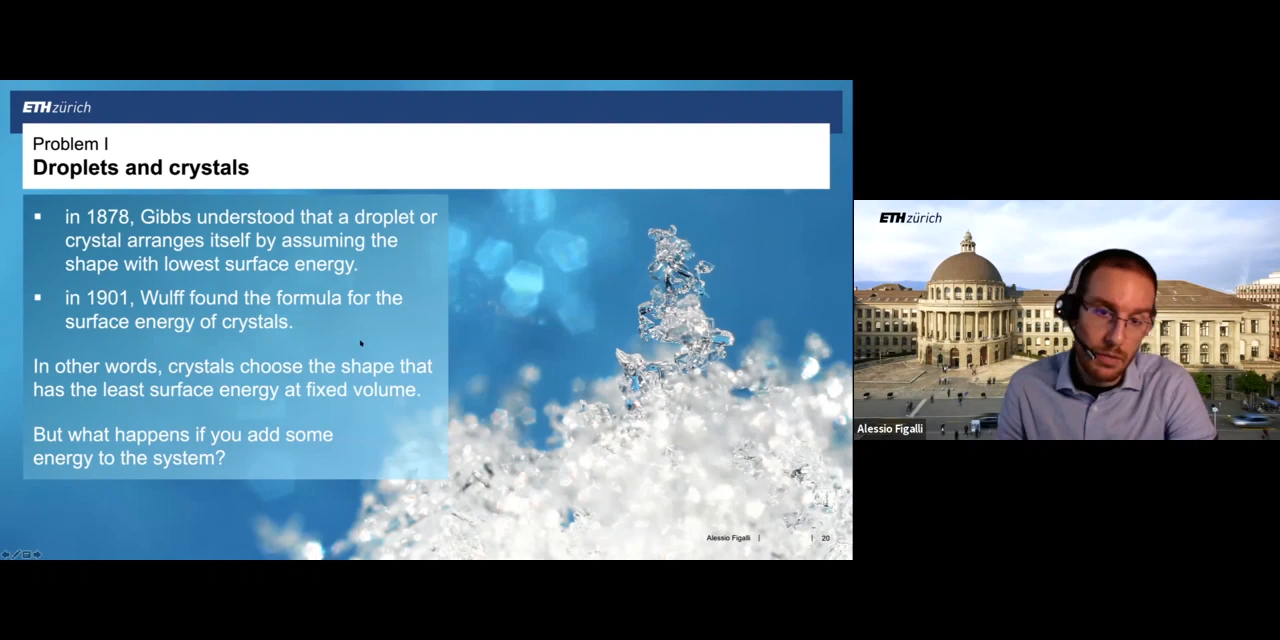 ETH zürich
Problem I
Droplets and crystals
▪ in 1878, Gibbs understood that a droplet or
crystal arranges itself by assuming the
shape with lowest surface energy.
▪ in 1901, Wulff found the formula for the
surface energy of crystals.
In other words, crystals choose the shape that
has the least surface energy at fixed volume.
But what happens if you add some
energy to the system?
Alessio Figalli | | 20
ETH zürich
Alessio Figalli